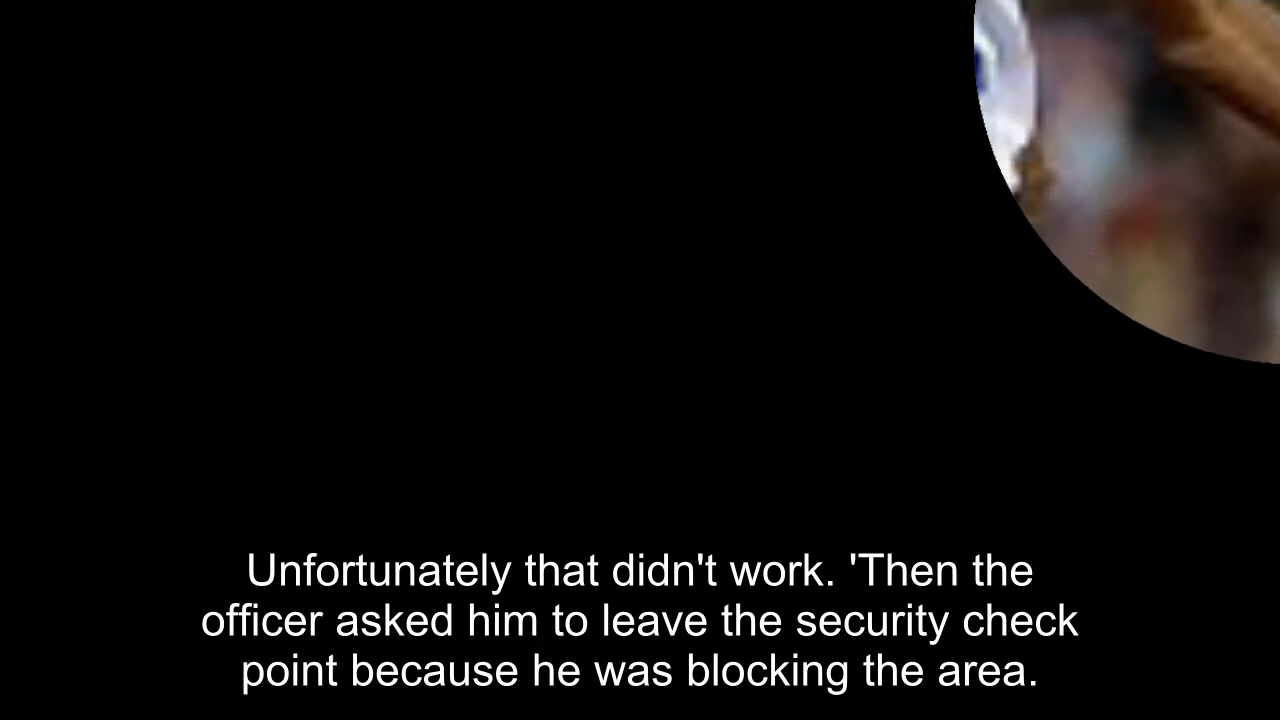 Unfortunately that didn't work. 'Then the
officer asked him to leave the security check
point because he was blocking the area.